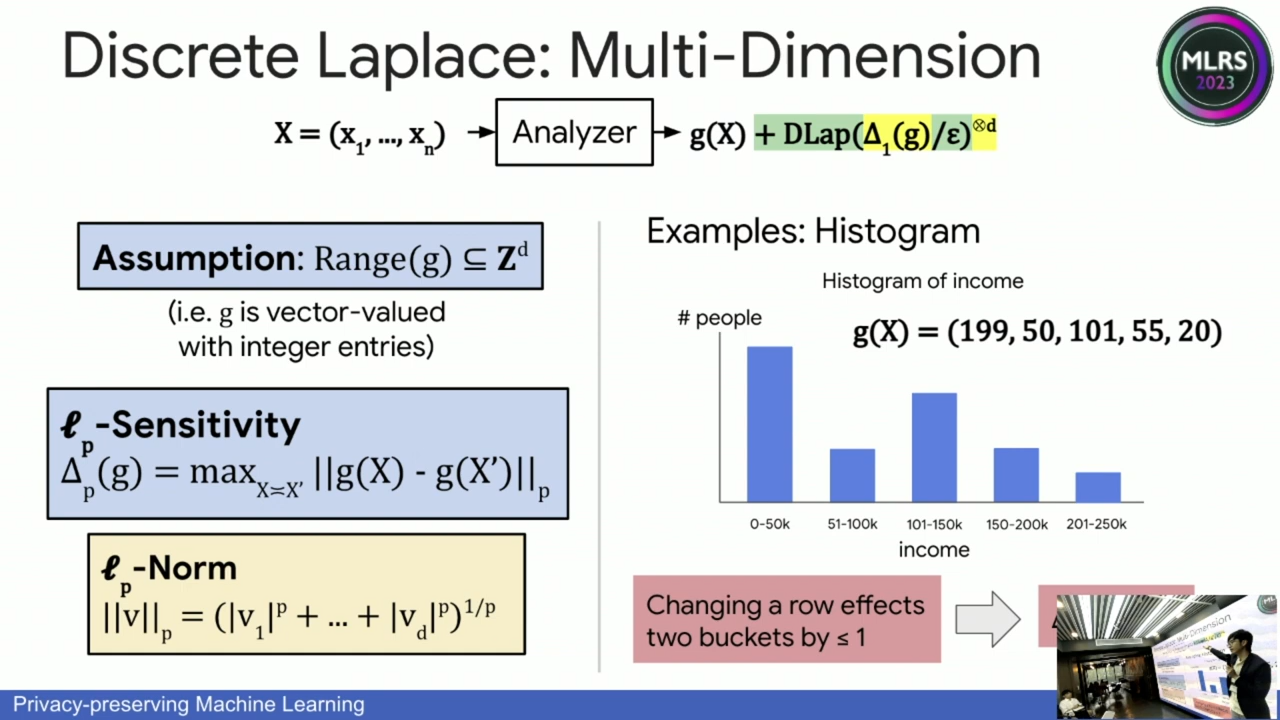 Discrete Laplace: Multi-Dimension
MLRS
2023
X = (x₁, ..., xₙ)
Analyzer
g(X) + DLap(Δ₁(g)/ε)^⊗d
Assumption: Range(g) ⊆ Z^d
(i.e. g is vector-valued
with integer entries)
ℓₚ-Sensitivity
Δₚ(g) = max_X≍X' ||g(X) - g(X')||ₚ
ℓₚ-Norm
||v||ₚ = (|v₁|^p + ... + |v_d|^p)^1/p
Examples: Histogram
Histogram of income
# people
g(X) = (199, 50, 101, 55, 20)
0-50k 51-100k 101-150k 150-200k 201-250k
income
Changing a row effects
two buckets by ≤ 1
Privacy-preserving Machine Learning